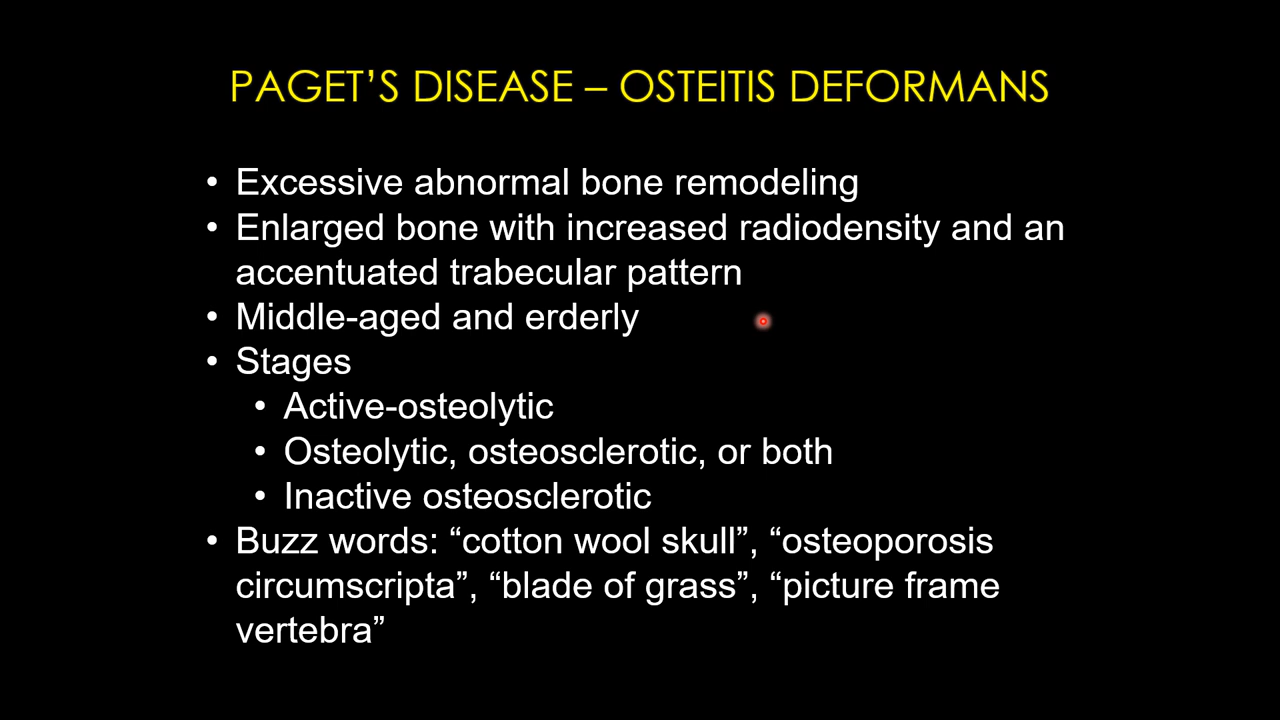 PAGET’S DISEASE – OSTEITIS DEFORMANS
• Excessive abnormal bone remodeling
• Enlarged bone with increased radiodensity and an
accentuated trabecular pattern
• Middle-aged and erderly
• Stages
• Active-osteolytic
• Osteolytic, osteosclerotic, or both
• Inactive osteosclerotic
• Buzz words: “cotton wool skull”, “osteoporosis
circumscripta”, “blade of grass”, “picture frame
vertebra”